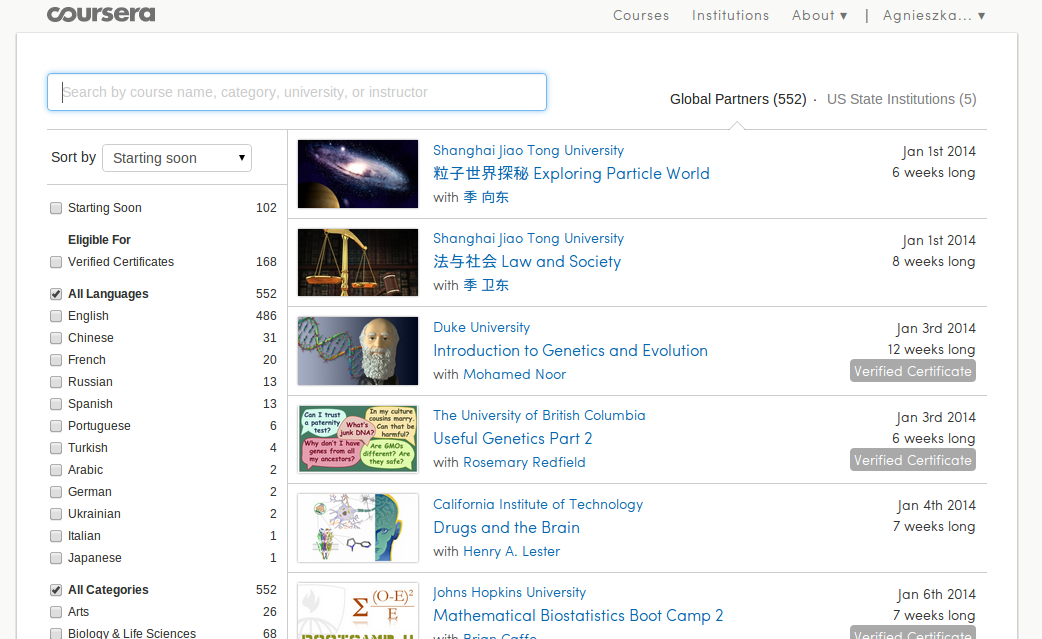 coursera
Courses Institutions About ▾ | Agnieszka... ▾
Search by course name, category, university, or instructor
Global Partners (552) · US State Institutions (5)
Sort by Starting soon
Starting Soon 102
Eligible For
Verified Certificates 168
All Languages 552
English 486
Chinese 31
French 20
Russian 13
Spanish 13
Portuguese 6
Turkish 4
Arabic 2
German 2
Ukrainian 2
Italian 1
Japanese 1
All Categories 552
Arts 26
Biology & Life Sciences 68
Shanghai Jiao Tong University
粒子世界探秘 Exploring Particle World
with 季 向东
Jan 1st 2014
6 weeks long
Shanghai Jiao Tong University
法与社会 Law and Society
with 季 卫东
Jan 1st 2014
8 weeks long
Duke University
Introduction to Genetics and Evolution
with Mohamed Noor
Jan 3rd 2014
12 weeks long
Verified Certificate
Can I trust
a paternity
test?
In my culture
cousins marry.
Can that be
harmful?
What's
junk DNA?
Why don't I have
genes from all
my ancestors?
Are GMOs
different? Are
they safe?
The University of British Columbia
Useful Genetics Part 2
with Rosemary Redfield
Jan 3rd 2014
6 weeks long
Verified Certificate
California Institute of Technology
Drugs and the Brain
with Henry A. Lester
Jan 4th 2014
7 weeks long
Σ (O-E)²
E
BOOTCAMP II
Johns Hopkins University
Mathematical Biostatistics Boot Camp 2
with Brian Caffo
Jan 6th 2014
7 weeks long
Verified Certificate